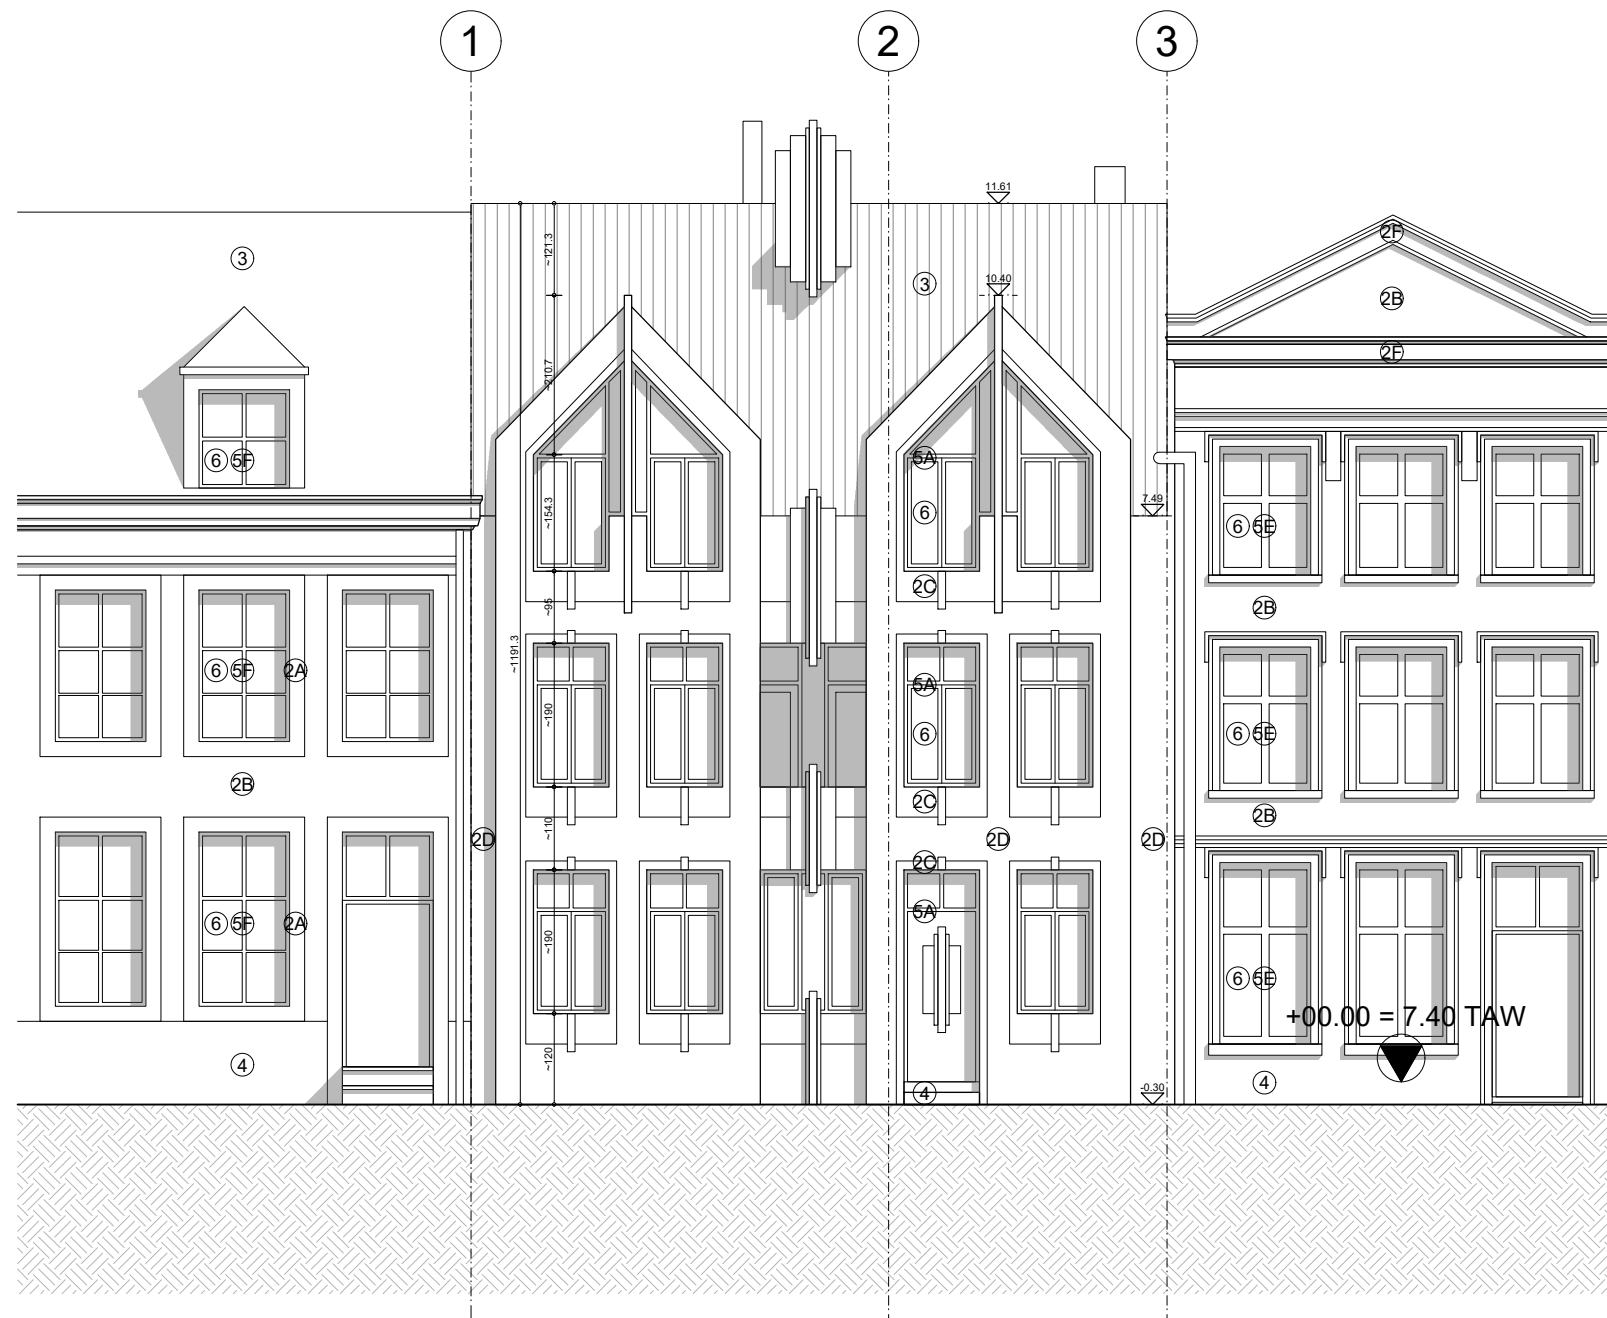 1 2 3
11.61
2F
~121.3
3
3
10.40
2B
2F
~210.7
6 5F
5A
7.49
~154.3
6
6 5E
2C
~95
2B
~1191.3
6 5F 2A
5A
~190
6
6 5E
2B
2C
2B
~110
2D
2D
2D
2C
5A
6 5F 2A
~190
6 5E
+00.00 = 7.40 TAW
~120
4
4
-0.30
4